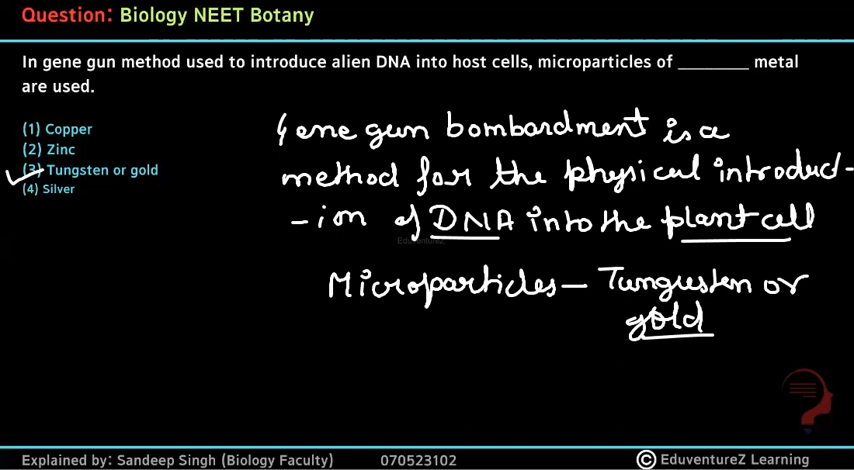 Question: Biology NEET Botany
In gene gun method used to introduce alien DNA into host cells, microparticles of ________ metal
are used.
(1) Copper
(2) Zinc
(3) Tungsten or gold
(4) Silver
Gene gun bombardment is a
method for the physical introduct-
-ion of DNA into the plant cell
EduventureZ
Microparticles - Tungusten or
gold
Explained by: Sandeep Singh (Biology Faculty) 070523102 © EduventureZ Learning